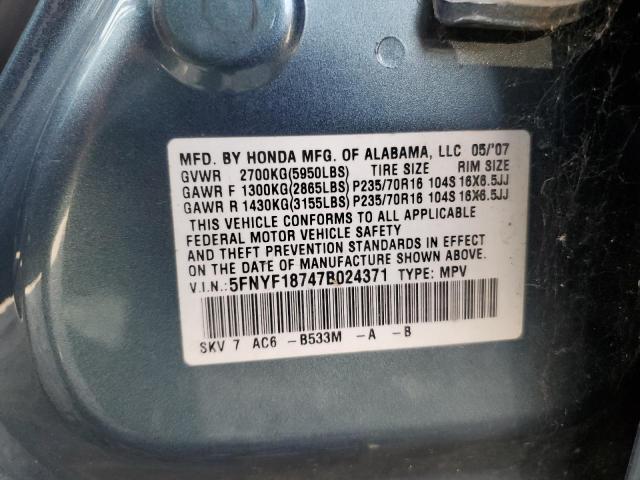 MFD. BY HONDA MFG. OF ALABAMA, LLC 05/'07
GVWR 2700KG(5950LBS) TIRE SIZE RIM SIZE
GAWR F 1300KG(2865LBS) P235/70R16 104S 16X6.5JJ
GAWR R 1430KG(3155LBS) P235/70R16 104S 16X6.5JJ
THIS VEHICLE CONFORMS TO ALL APPLICABLE
FEDERAL MOTOR VEHICLE SAFETY
AND THEFT PREVENTION STANDARDS IN EFFECT
ON THE DATE OF MANUFACTURE SHOWN ABOVE.
V.I.N.: 5FNYF18747B024371 TYPE: MPV
SKV 7 AC6 -B533M -A -B